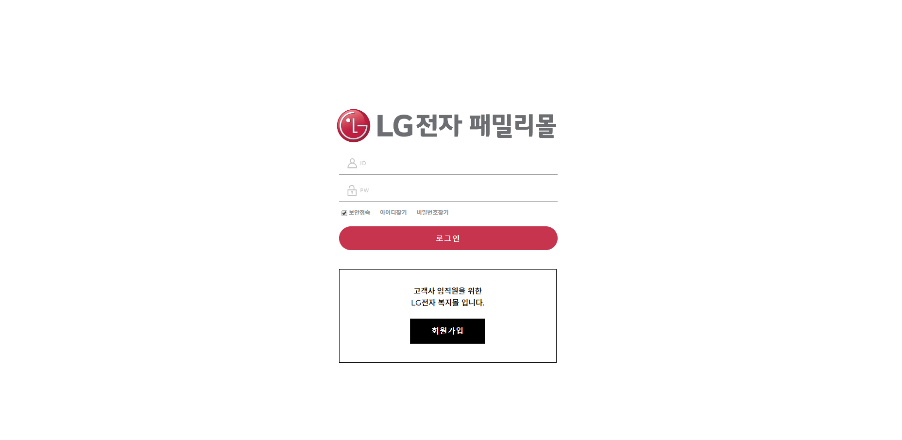 LG전자 패밀리몰
ID
PW
보안접속 아이디찾기 비밀번호찾기
로그인
고객사 임직원을 위한
LG전자 복지몰 입니다.
회원가입